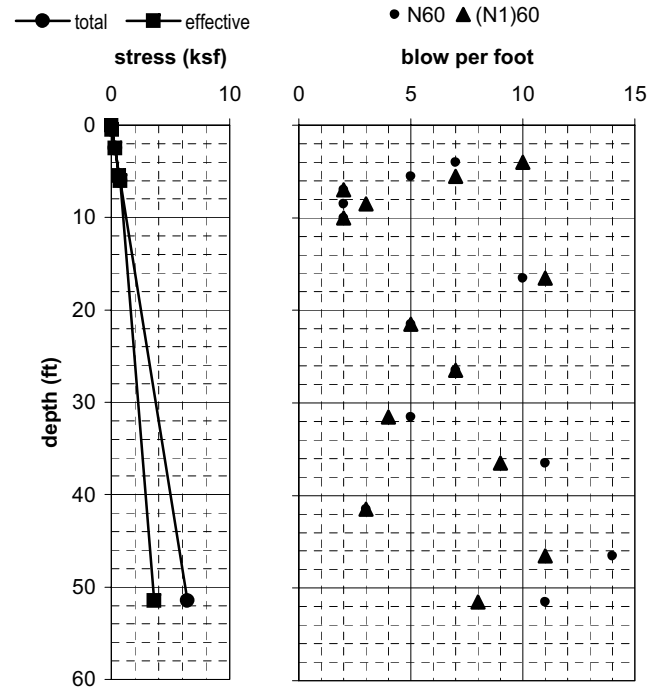 total effective
N60 (N1)60
stress (ksf)
blow per foot
0 10
0 5 10 15
0
10
20
30
40
50
60
depth (ft)